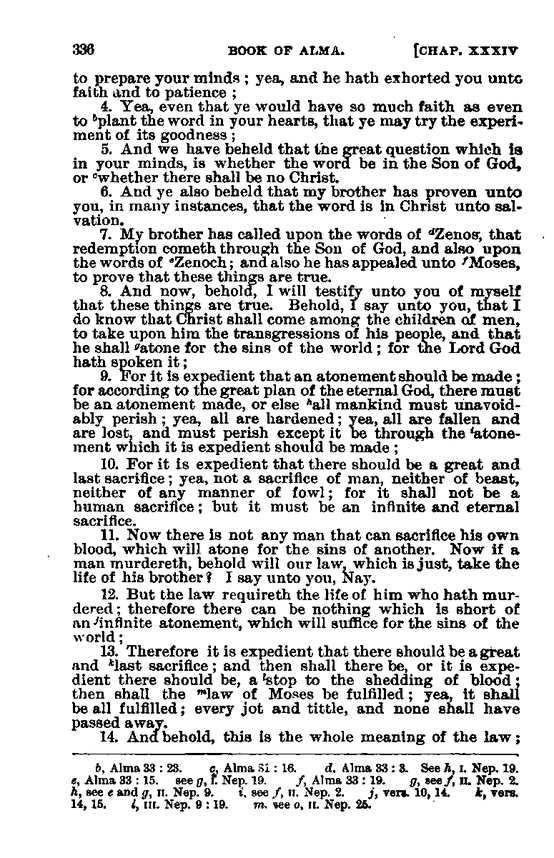 336 BOOK OF ALMA. [CHAP. XXXIV
to prepare your minds ; yea, and he hath exhorted you unto
faith and to patience ;
4. Yea, even that ye would have so much faith as even
to ᵇplant the word in your hearts, that ye may try the experi-
ment of its goodness ;
5. And we have beheld that the great question which is
in your minds, is whether the word be in the Son of God,
or ᶜwhether there shall be no Christ.
6. And ye also beheld that my brother has proven unto
you, in many instances, that the word is in Christ unto sal-
vation.
7. My brother has called upon the words of ᵈZenos, that
redemption cometh through the Son of God, and also upon
the words of ᵉZenoch ; and also he has appealed unto ᶠMoses,
to prove that these things are true.
8. And now, behold, I will testify unto you of myself
that these things are true. Behold, I say unto you, that I
do know that Christ shall come among the children of men,
to take upon him the transgressions of his people, and that
he shall ᵍatone for the sins of the world ; for the Lord God
hath spoken it ;
9. For it is expedient that an atonement should be made ;
for according to the great plan of the eternal God, there must
be an atonement made, or else ʰall mankind must unavoid-
ably perish ; yea, all are hardened ; yea, all are fallen and
are lost, and must perish except it be through the ⁱatone-
ment which it is expedient should be made ;
10. For it is expedient that there should be a great and
last sacrifice ; yea, not a sacrifice of man, neither of beast,
neither of any manner of fowl ; for it shall not be a
human sacrifice ; but it must be an infinite and eternal
sacrifice.
11. Now there is not any man that can sacrifice his own
blood, which will atone for the sins of another. Now if a
man murdereth, behold will our law, which is just, take the
life of his brother ? I say unto you, Nay.
12. But the law requireth the life of him who hath mur-
dered ; therefore there can be nothing which is short of
an ʲinfinite atonement, which will suffice for the sins of the
world ;
13. Therefore it is expedient that there should be a great
and ᵏlast sacrifice ; and then shall there be, or it is expe-
dient there should be, a ˡstop to the shedding of blood ;
then shall the ᵐlaw of Moses be fulfilled ; yea, it shall
be all fulfilled ; every jot and tittle, and none shall have
passed away.
14. And behold, this is the whole meaning of the law ;
b, Alma 33 : 23. c, Alma 31 : 16. d, Alma 33 : 3. See h, I. Nep. 19.
e, Alma 33 : 15. see g, I. Nep. 19. f, Alma 33 : 19. g, see f, II. Nep. 2.
h, see e and g, II. Nep. 9. i, see f, II. Nep. 2. j, vers. 10, 14. k, vers.
14, 15. l, III. Nep. 9 : 19. m, see o, II. Nep. 25.